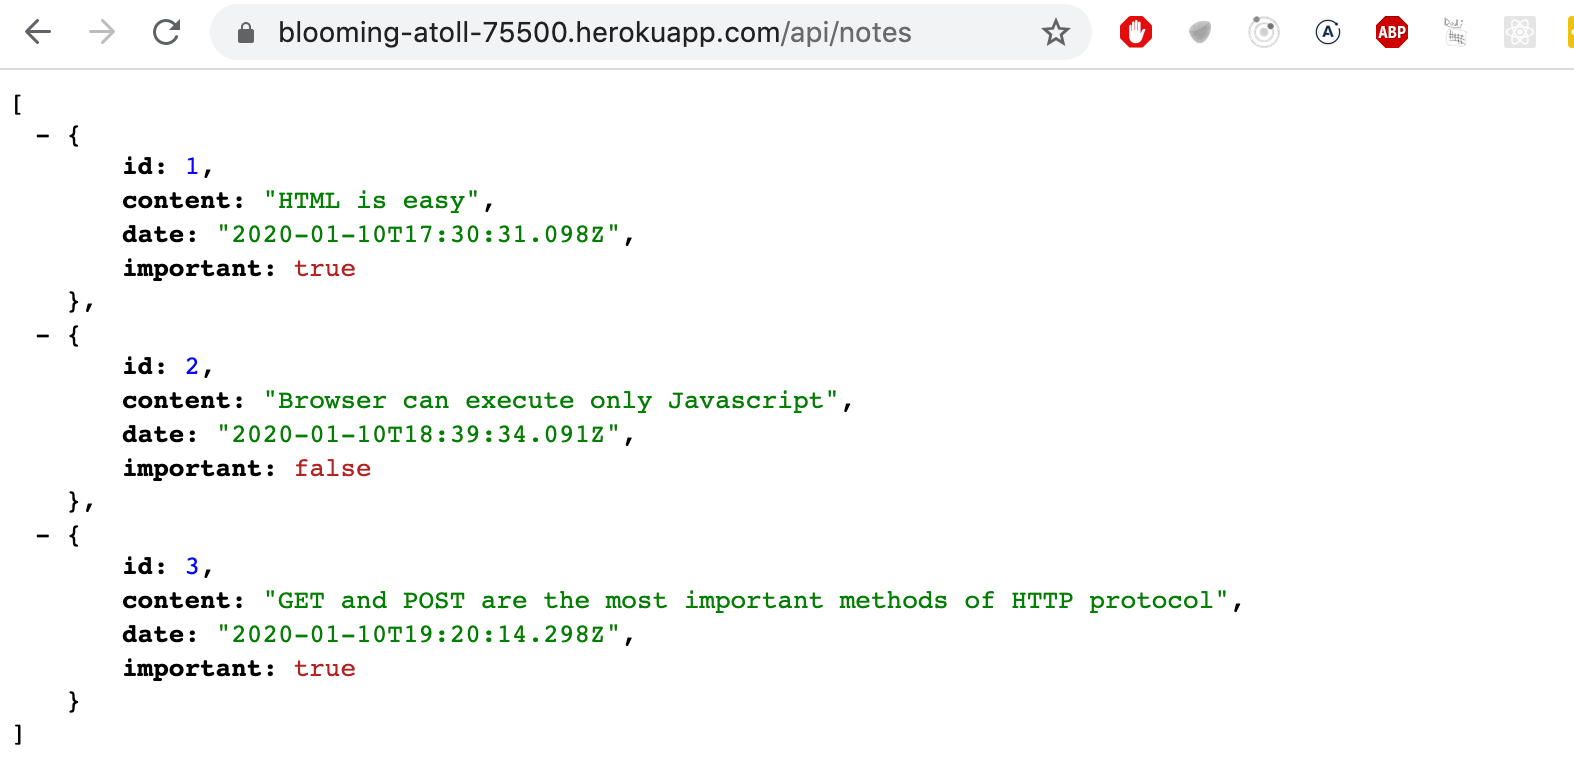 blooming-atoll-75500.herokuapp.com/api/notes
A
ABP
[
- {
id: 1,
content: "HTML is easy",
date: "2020-01-10T17:30:31.098Z",
important: true
},
- {
id: 2,
content: "Browser can execute only Javascript",
date: "2020-01-10T18:39:34.091Z",
important: false
},
- {
id: 3,
content: "GET and POST are the most important methods of HTTP protocol",
date: "2020-01-10T19:20:14.298Z",
important: true
}
]